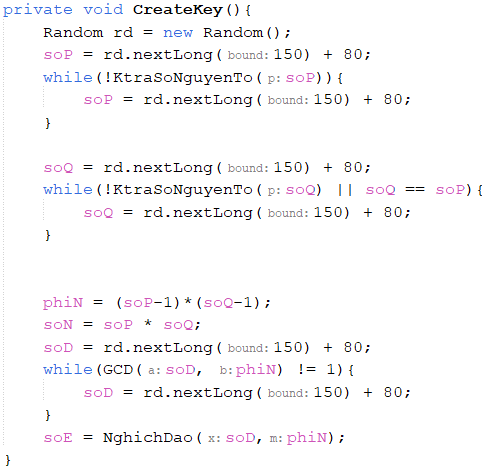 private void CreateKey(){
    Random rd = new Random();
    soP = rd.nextLong( bound: 150) + 80;
    while(!KtraSoNguyenTo( p: soP)){
        soP = rd.nextLong( bound: 150) + 80;
    }
    soQ = rd.nextLong( bound: 150) + 80;
    while(!KtraSoNguyenTo( p: soQ) || soQ == soP){
        soQ = rd.nextLong( bound: 150) + 80;
    }
    phiN = (soP-1)*(soQ-1);
    soN = soP * soQ;
    soD = rd.nextLong( bound: 150) + 80;
    while(GCD( a: soD,  b: phiN) != 1){
        soD = rd.nextLong( bound: 150) + 80;
    }
    soE = NghichDao( x: soD, m: phiN);
}